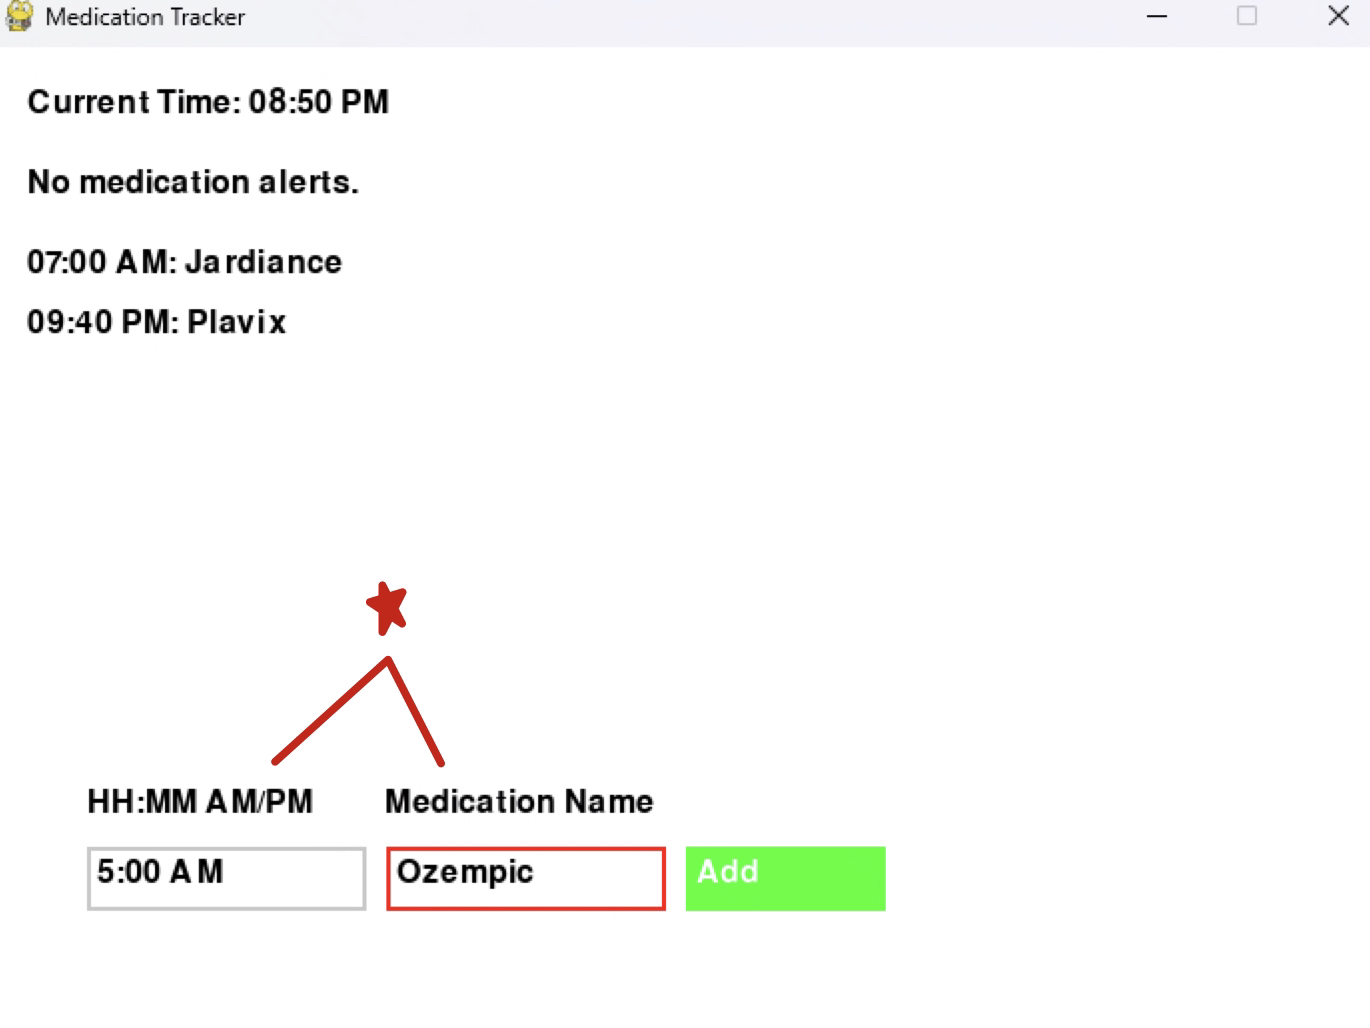 Medication Tracker
Current Time: 08:50 PM
No medication alerts.
07:00 AM: Jardiance
09:40 PM: Plavix
HH:MM AM/PM Medication Name
5:00 AM Ozempic Add